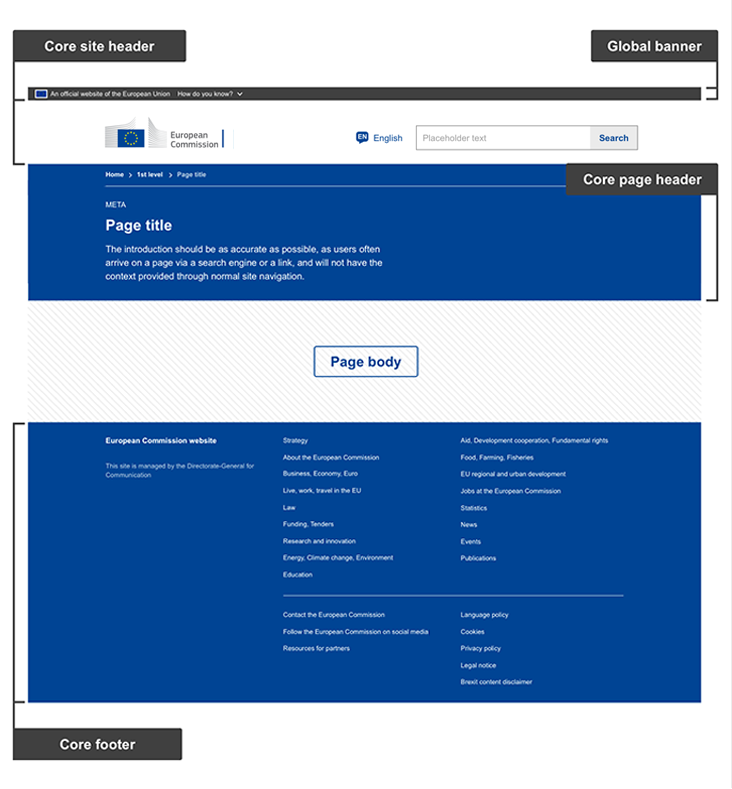 Core site header
Global banner
An official website of the European Union How do you know?
European
Commission
EN English
Placeholder text
Search
Core page header
Home > 1st level > Page title
META
Page title
The introduction should be as accurate as possible, as users often
arrive on a page via a search engine or a link, and will not have the
context provided through normal site navigation.
Page body
European Commission website
This site is managed by the Directorate-General for
Communication
Strategy
About the European Commission
Business, Economy, Euro
Live, work, travel in the EU
Law
Funding, Tenders
Research and innovation
Energy, Climate change, Environment
Education
Aid, Development cooperation, Fundamental rights
Food, Farming, Fisheries
EU regional and urban development
Jobs at the European Commission
Statistics
News
Events
Publications
Contact the European Commission
Follow the European Commission on social media
Resources for partners
Language policy
Cookies
Privacy policy
Legal notice
Brexit content disclaimer
Core footer